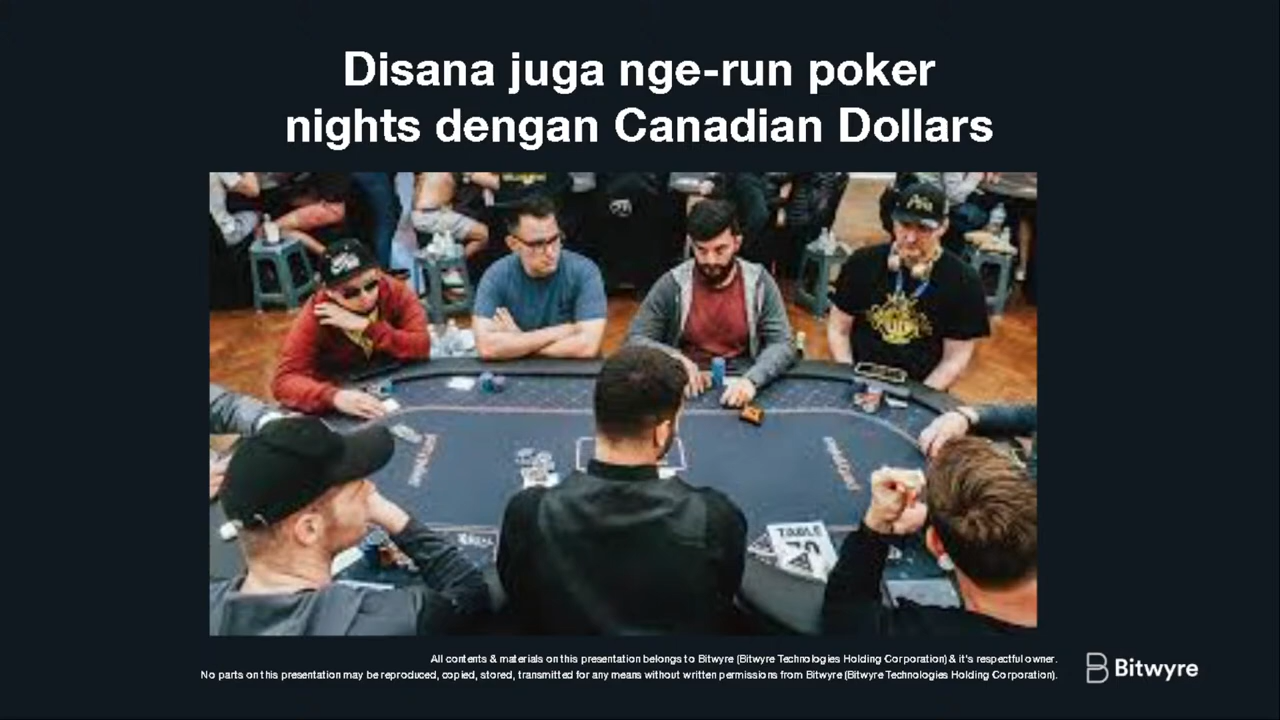 Disana juga nge-run poker
nights dengan Canadian Dollars
TABLE
All contents & materials on this presentation belongs to Bitwyre (Bitwyre Technologies Holding Corporation) & it's respectful owner.
No parts on this presentation may be reproduced, copied, stored, transmitted for any means without written permissions from Bitwyre (Bitwyre Technologies Holding Corporation).
Bitwyre